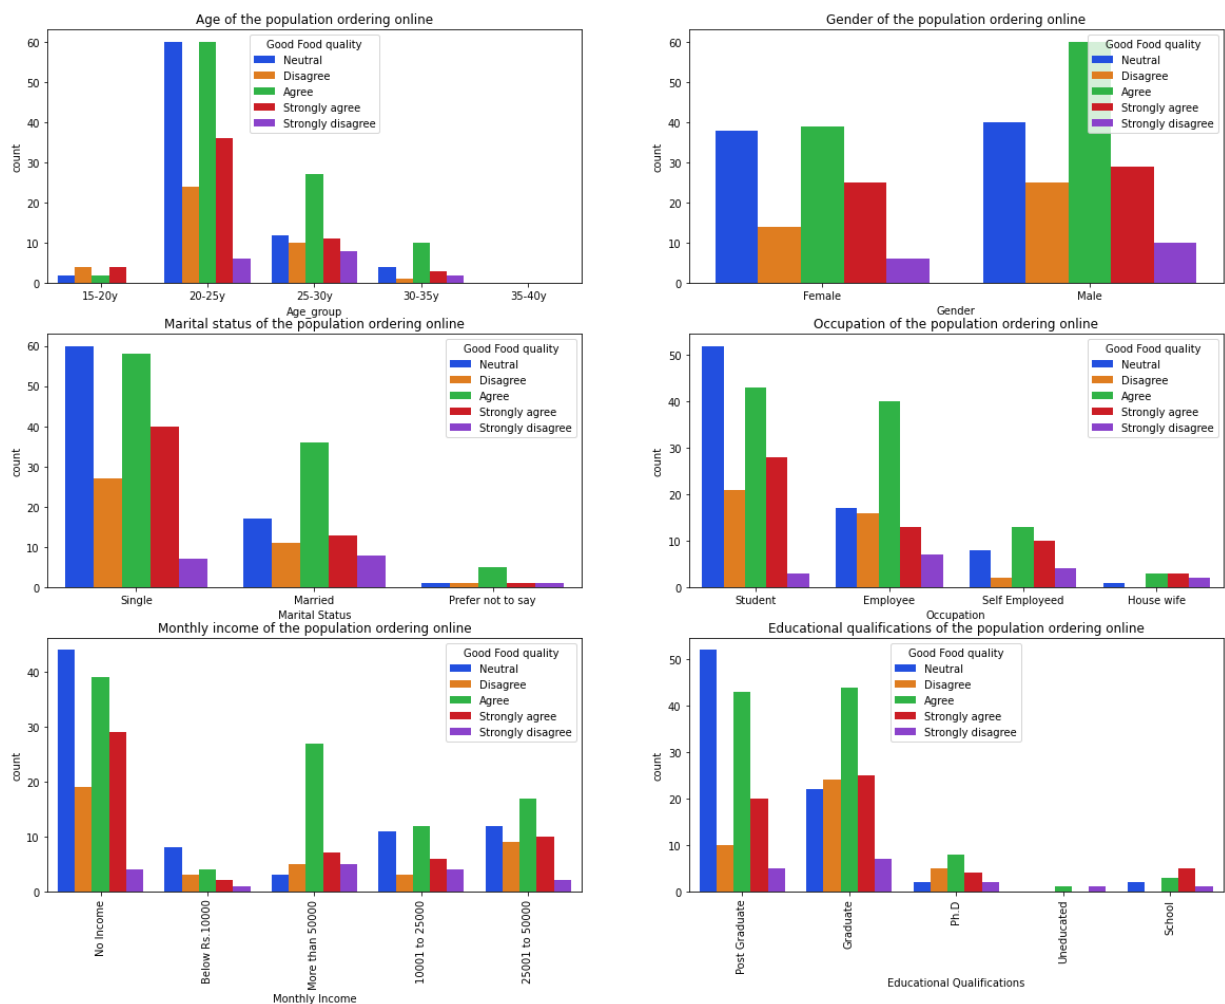 Age of the population ordering online
60
50
40
30
20
10
0
count
Good Food quality
Neutral
Disagree
Agree
Strongly agree
Strongly disagree
15-20y
20-25y
25-30y
30-35y
35-40y
Age_group
Gender of the population ordering online
60
50
40
30
20
10
0
count
Good Food quality
Neutral
Disagree
Agree
Strongly agree
Strongly disagree
Female
Male
Gender
Marital status of the population ordering online
60
50
40
30
20
10
0
count
Good Food quality
Neutral
Disagree
Agree
Strongly agree
Strongly disagree
Single
Married
Prefer not to say
Marital Status
Occupation of the population ordering online
50
40
30
20
10
0
count
Good Food quality
Neutral
Disagree
Agree
Strongly agree
Strongly disagree
Student
Employee
Self Employeed
House wife
Occupation
Monthly income of the population ordering online
40
30
20
10
0
count
Good Food quality
Neutral
Disagree
Agree
Strongly agree
Strongly disagree
No Income
Below Rs.10000
More than 50000
10001 to 25000
25001 to 50000
Monthly Income
Educational qualifications of the population ordering online
50
40
30
20
10
0
count
Good Food quality
Neutral
Disagree
Agree
Strongly agree
Strongly disagree
Post Graduate
Graduate
Ph.D
Uneducated
School
Educational Qualifications